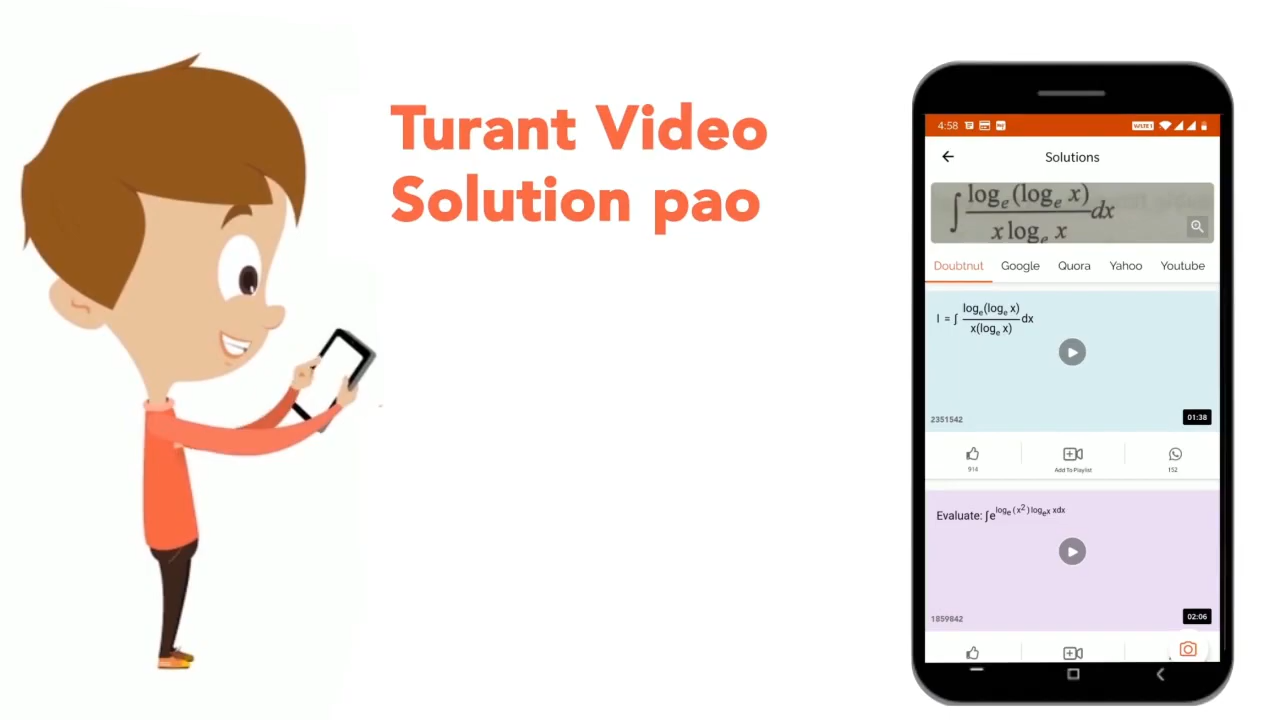 Turant Video
Solution pao
4:58
Solutions
∫ logₑ(logₑ x) / x logₑ x dx
Doubtnut Google Quora Yahoo Youtube
I = ∫ logₑ(logₑ x) / x(logₑ x) dx
2351542 01:38
914 Add To Playlist 152
Evaluate: ∫e^logₑ(x²)logₑx xdx
1859842 02:06